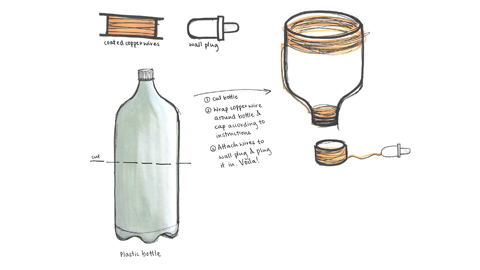 coated copper wires
wall plug
① Cut bottle
② Wrap copper wire
around bottle &
cap according to
instructions
③ Attach wires to
wall plug & plug
it in. Voila!
cut
Plastic bottle